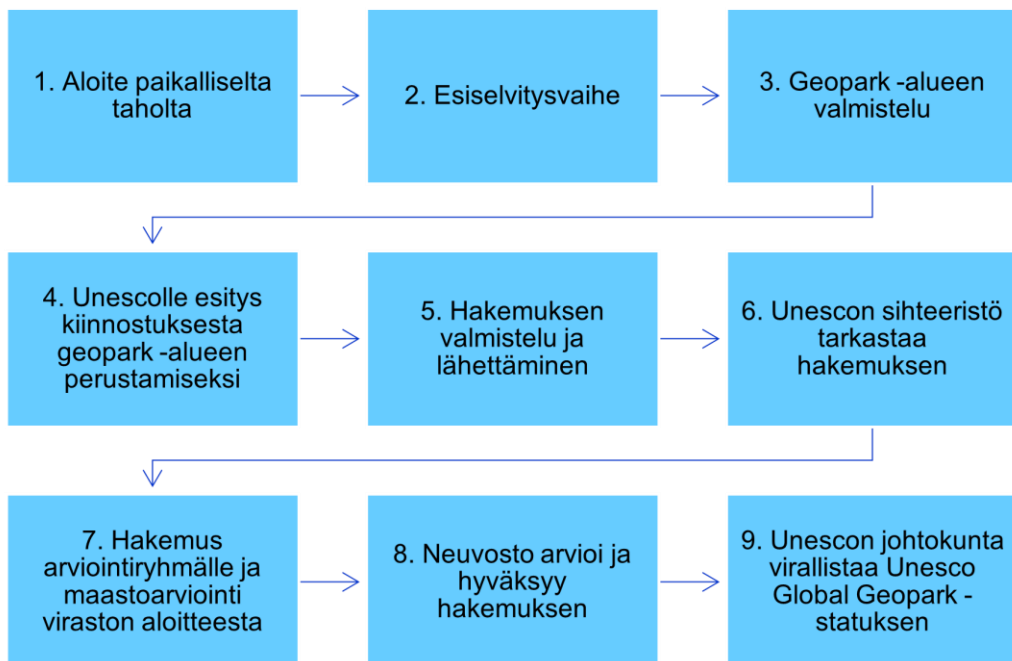 1. Aloite paikalliselta
taholta
2. Esiselvitysvaihe
3. Geopark -alueen
valmistelu
4. Unescolle esitys
kiinnostuksesta
geopark -alueen
perustamiseksi
5. Hakemuksen
valmistelu ja
lähettäminen
6. Unescon sihteeristö
tarkastaa
hakemuksen
7. Hakemus
arviointiryhmälle ja
maastoarviointi
viraston aloitteesta
8. Neuvosto arvioi ja
hyväksyy
hakemuksen
9. Unescon johtokunta
virallistaa Unesco
Global Geopark -
statuksen